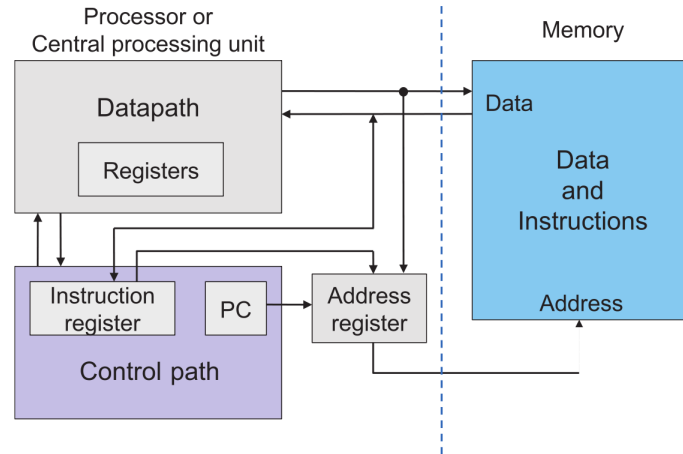 Processor or
Central processing unit
Memory
Datapath
Registers
Data
Data
and
Instructions
Instruction
register
PC
Address
register
Address
Control path